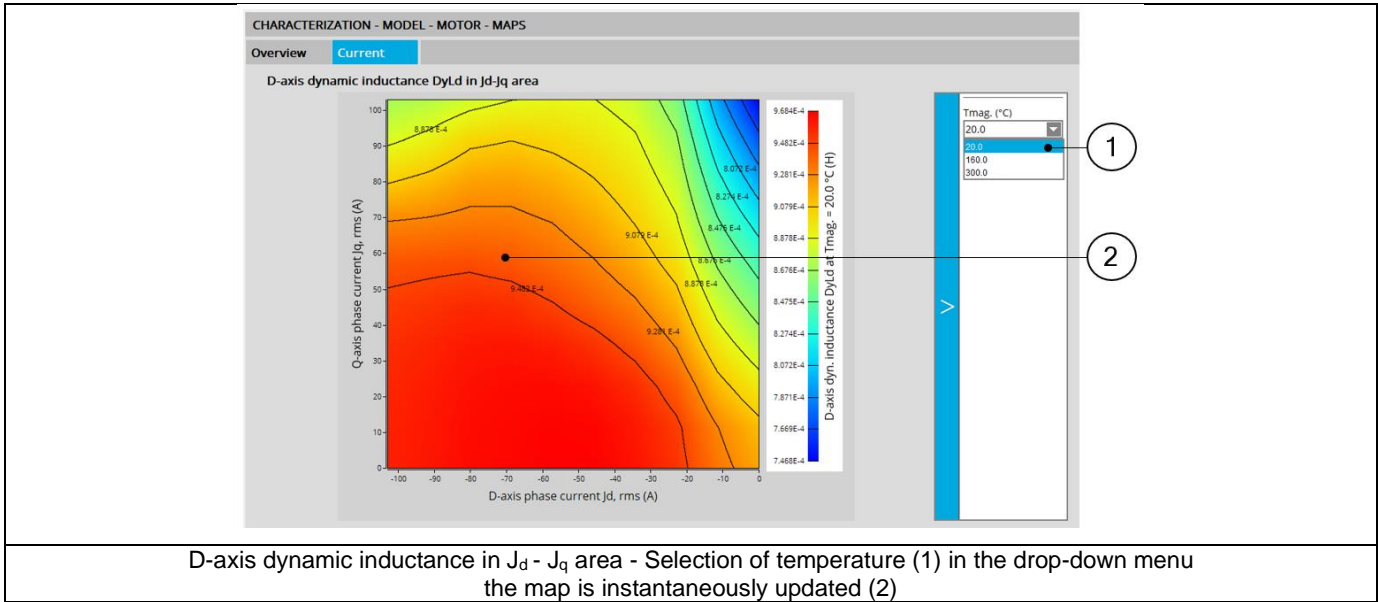 CHARACTERIZATION - MODEL - MOTOR - MAPS
Overview Current
D-axis dynamic inductance DyLd in Jd-Jq area
100
90
80
70
60
50
40
30
20
10
0
Q-axis phase current Jq, rms (A)
8.878 E-4
8.072 E-4
8.274 E-4
8.475 E-4
9.079 E-4
8.676 E-4
8.878 E-4
9.482 E-4
9.281 E-4
-100 -90 -80 -70 -60 -50 -40 -30 -20 -10 0
D-axis phase current Jd, rms (A)
9.684E-4
9.482E-4
9.281E-4
9.079E-4
8.878E-4
8.676E-4
8.475E-4
8.274E-4
8.072E-4
7.871E-4
7.669E-4
7.468E-4
D-axis dyn. inductance DyLd at Tmag. = 20.0 °C (H)
>
Tmag. (°C)
20.0
20.0
160.0
300.0
1
2
D-axis dynamic inductance in Jd - Jq area - Selection of temperature (1) in the drop-down menu
the map is instantaneously updated (2)